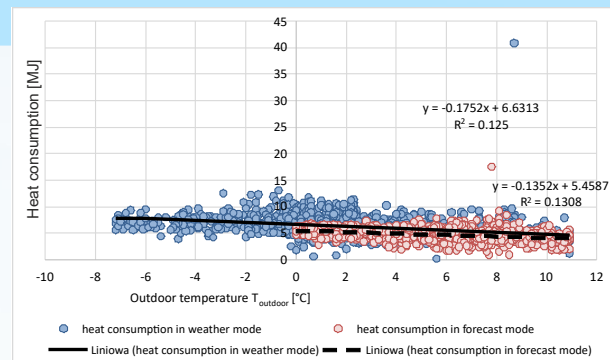 45
40
35
30
25
20
15
10
5
0
Heat consumption [MJ]
y = -0.1752x + 6.6313
R² = 0.125
y = -0.1352x + 5.4587
R² = 0.1308
-10 -8 -6 -4 -2 0 2 4 6 8 10 12
Outdoor temperature Toutdoor [°C]
heat consumption in weather mode heat consumption in forecast mode
Liniowa (heat consumption in weather mode) Liniowa (heat consumption in forecast mode)